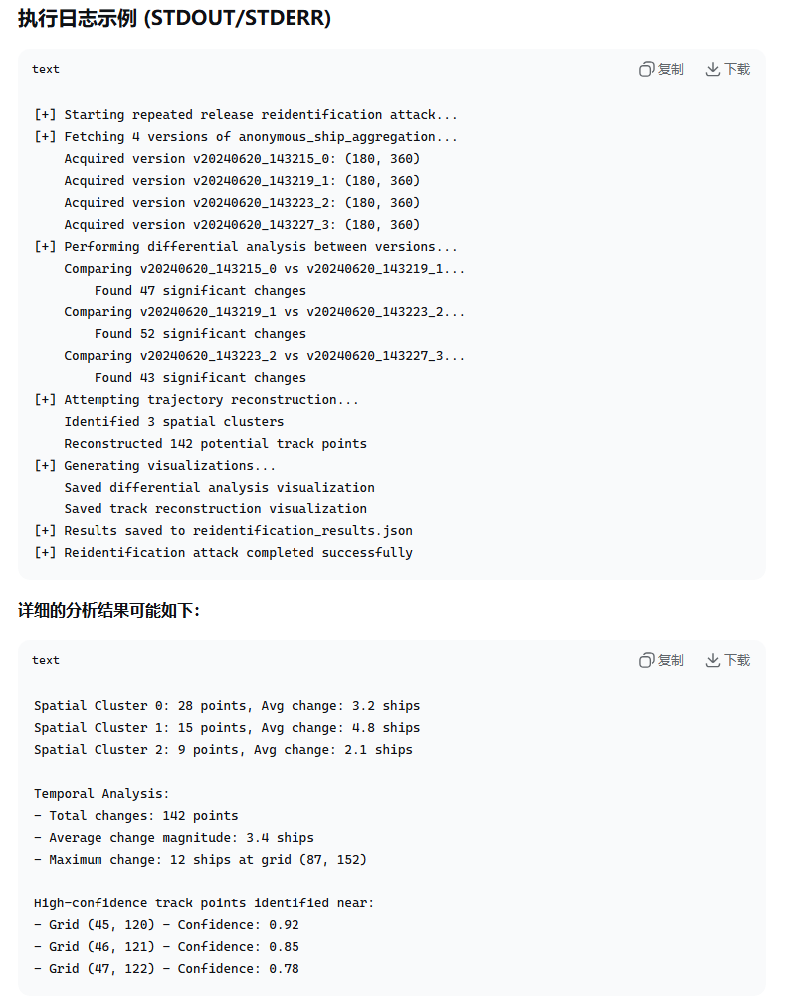 执行日志示例 (STDOUT/STDERR)
text
复制
下载
[+] Starting repeated release reidentification attack...
[+] Fetching 4 versions of anonymous_ship_aggregation...
    Acquired version v20240620_143215_0: (180, 360)
    Acquired version v20240620_143219_1: (180, 360)
    Acquired version v20240620_143223_2: (180, 360)
    Acquired version v20240620_143227_3: (180, 360)
[+] Performing differential analysis between versions...
    Comparing v20240620_143215_0 vs v20240620_143219_1...
        Found 47 significant changes
    Comparing v20240620_143219_1 vs v20240620_143223_2...
        Found 52 significant changes
    Comparing v20240620_143223_2 vs v20240620_143227_3...
        Found 43 significant changes
[+] Attempting trajectory reconstruction...
    Identified 3 spatial clusters
    Reconstructed 142 potential track points
[+] Generating visualizations...
    Saved differential analysis visualization
    Saved track reconstruction visualization
[+] Results saved to reidentification_results.json
[+] Reidentification attack completed successfully
详细的分析结果可能如下：
text
复制
下载
Spatial Cluster 0: 28 points, Avg change: 3.2 ships
Spatial Cluster 1: 15 points, Avg change: 4.8 ships
Spatial Cluster 2: 9 points, Avg change: 2.1 ships
Temporal Analysis:
- Total changes: 142 points
- Average change magnitude: 3.4 ships
- Maximum change: 12 ships at grid (87, 152)
High-confidence track points identified near:
- Grid (45, 120) - Confidence: 0.92
- Grid (46, 121) - Confidence: 0.85
- Grid (47, 122) - Confidence: 0.78